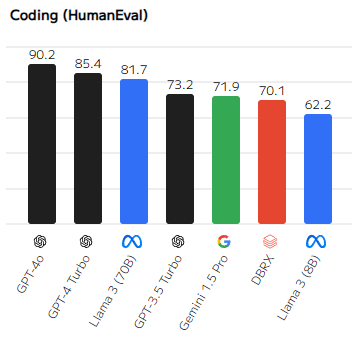 Coding (HumanEval)
90.2
85.4
81.7
73.2
71.9
70.1
62.2
GPT-4o
GPT-4 Turbo
Llama 3 (70B)
GPT-3.5 Turbo
Gemini 1.5 Pro
DBRX
Llama 3 (8B)